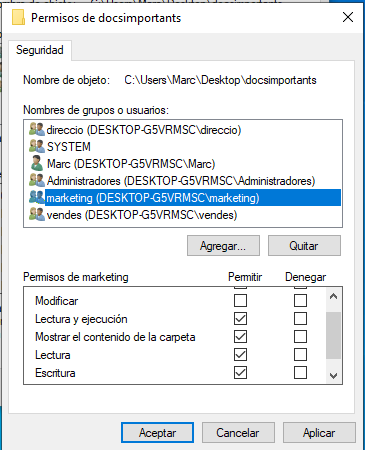 Permisos de docsimportants
Seguridad
Nombre de objeto: C:\Users\Marc\Desktop\docsimportants
Nombres de grupos o usuarios:
direccio (DESKTOP-G5VRMSC\direccio)
SYSTEM
Marc (DESKTOP-G5VRMSC\Marc)
Administradores (DESKTOP-G5VRMSC\Administradores)
marketing (DESKTOP-G5VRMSC\marketing)
vendes (DESKTOP-G5VRMSC\vendes)
Agregar... Quitar
Permisos de marketing Permitir Denegar
Modificar
Lectura y ejecución
Mostrar el contenido de la carpeta
Lectura
Escritura
Aceptar Cancelar Aplicar